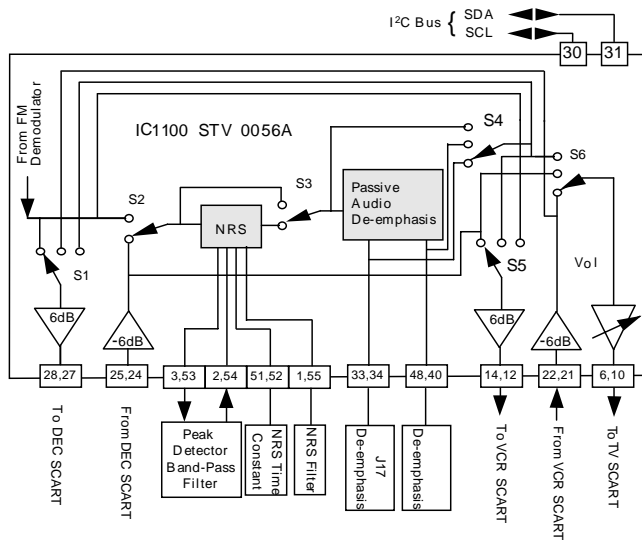 I²C Bus { SDA
SCL
30
31
From FM
Demodulator
IC1100 STV 0056A
S4
S6
S2
S3
Passive
Audio
De-emphasis
NRS
S1
S5
Vol
6dB
-6dB
6dB
-6dB
28,27
25,24
3,53
2,54
51,52
1,55
33,34
48,40
14,12
22,21
6,10
To DEC SCART
From DEC SCART
Peak
Detector
Band-Pass
Filter
NRS Time
Constant
NRS Filter
J17
De-emphasis
De-emphasis
To VCR SCART
From VCR SCART
To TV SCART